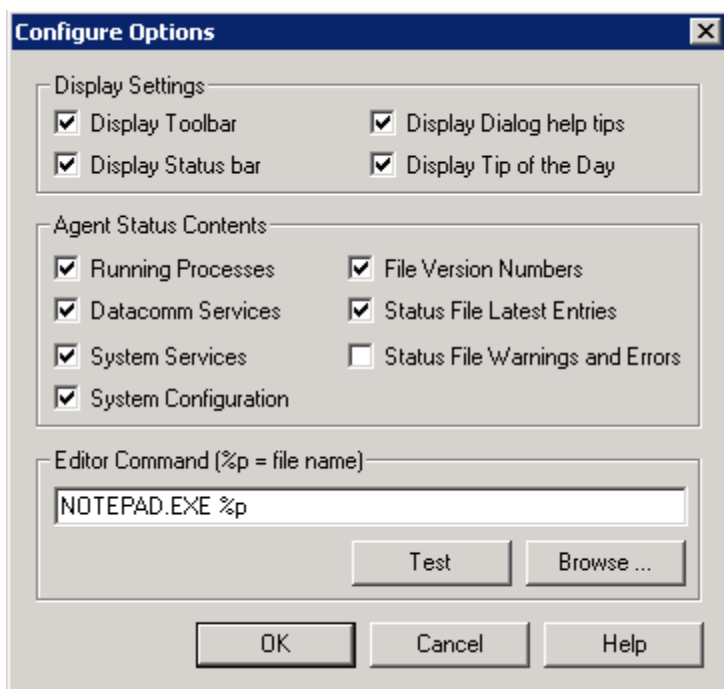 Configure Options
Display Settings
Display Toolbar
Display Dialog help tips
Display Status bar
Display Tip of the Day
Agent Status Contents
Running Processes
File Version Numbers
Datacomm Services
Status File Latest Entries
System Services
Status File Warnings and Errors
System Configuration
Editor Command (%p = file name)
NOTEPAD.EXE %p
Test
Browse ...
OK
Cancel
Help